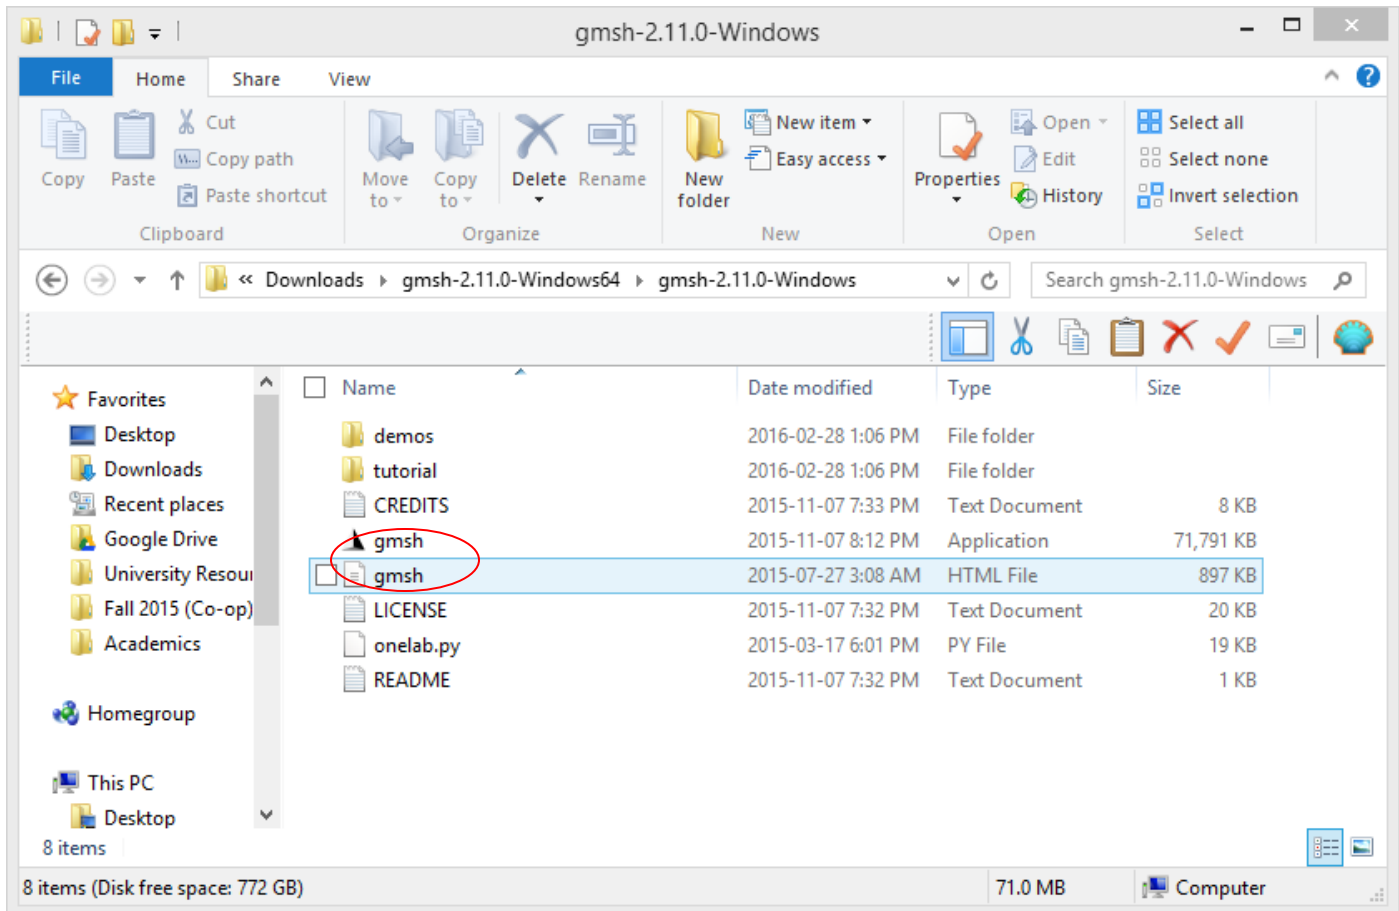 gmsh-2.11.0-Windows
File Home Share View
Copy Paste Cut Copy path Paste shortcut
Move to Copy to Delete Rename
New folder New item Easy access
Properties Open Edit History
Select all Select none Invert selection
Clipboard Organize New Open Select
« Downloads gmsh-2.11.0-Windows64 gmsh-2.11.0-Windows Search gmsh-2.11.0-Windows
Favorites
Desktop
Downloads
Recent places
Google Drive
University Resour
Fall 2015 (Co-op)
Academics
Homegroup
This PC
Desktop
Name Date modified Type Size
demos 2016-02-28 1:06 PM File folder
tutorial 2016-02-28 1:06 PM File folder
CREDITS 2015-11-07 7:33 PM Text Document 8 KB
gmsh 2015-11-07 8:12 PM Application 71,791 KB
gmsh 2015-07-27 3:08 AM HTML File 897 KB
LICENSE 2015-11-07 7:32 PM Text Document 20 KB
onelab.py 2015-03-17 6:01 PM PY File 19 KB
README 2015-11-07 7:32 PM Text Document 1 KB
8 items
8 items (Disk free space: 772 GB) 71.0 MB Computer